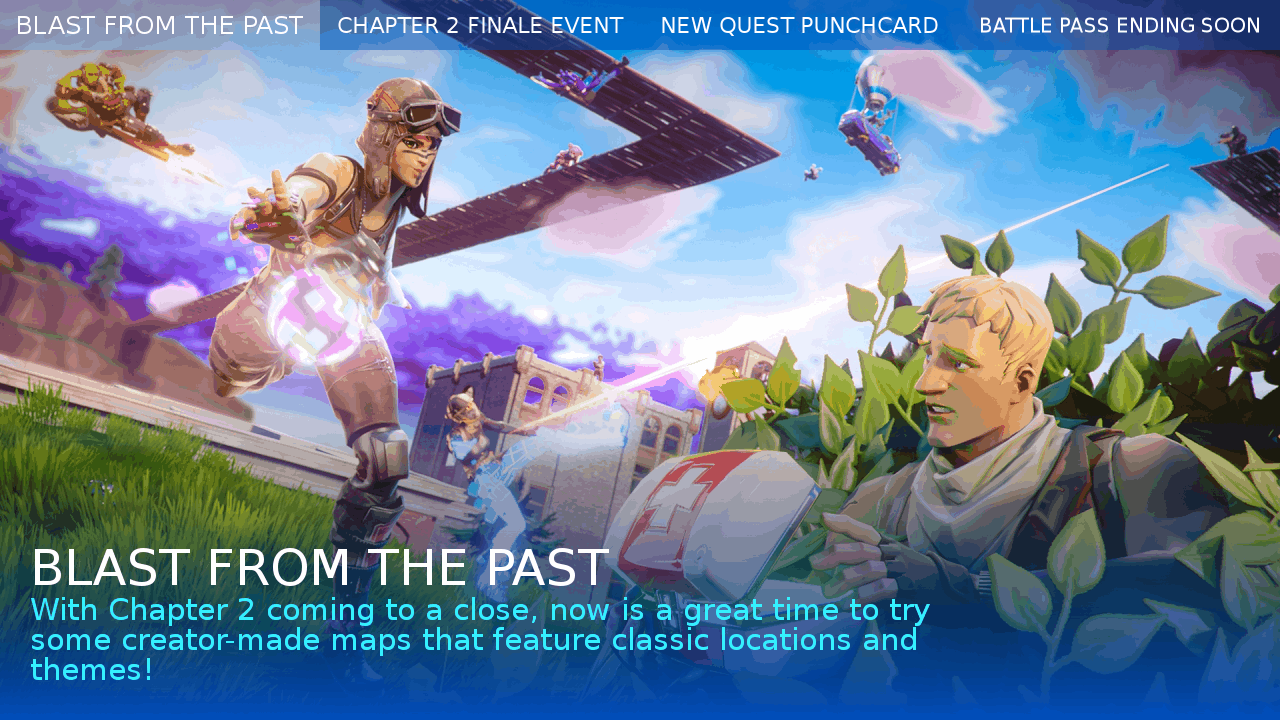 BLAST FROM THE PAST
CHAPTER 2 FINALE EVENT
NEW QUEST PUNCHCARD
BATTLE PASS ENDING SOON
BLAST FROM THE PAST
With Chapter 2 coming to a close, now is a great time to try
some creator-made maps that feature classic locations and
themes!